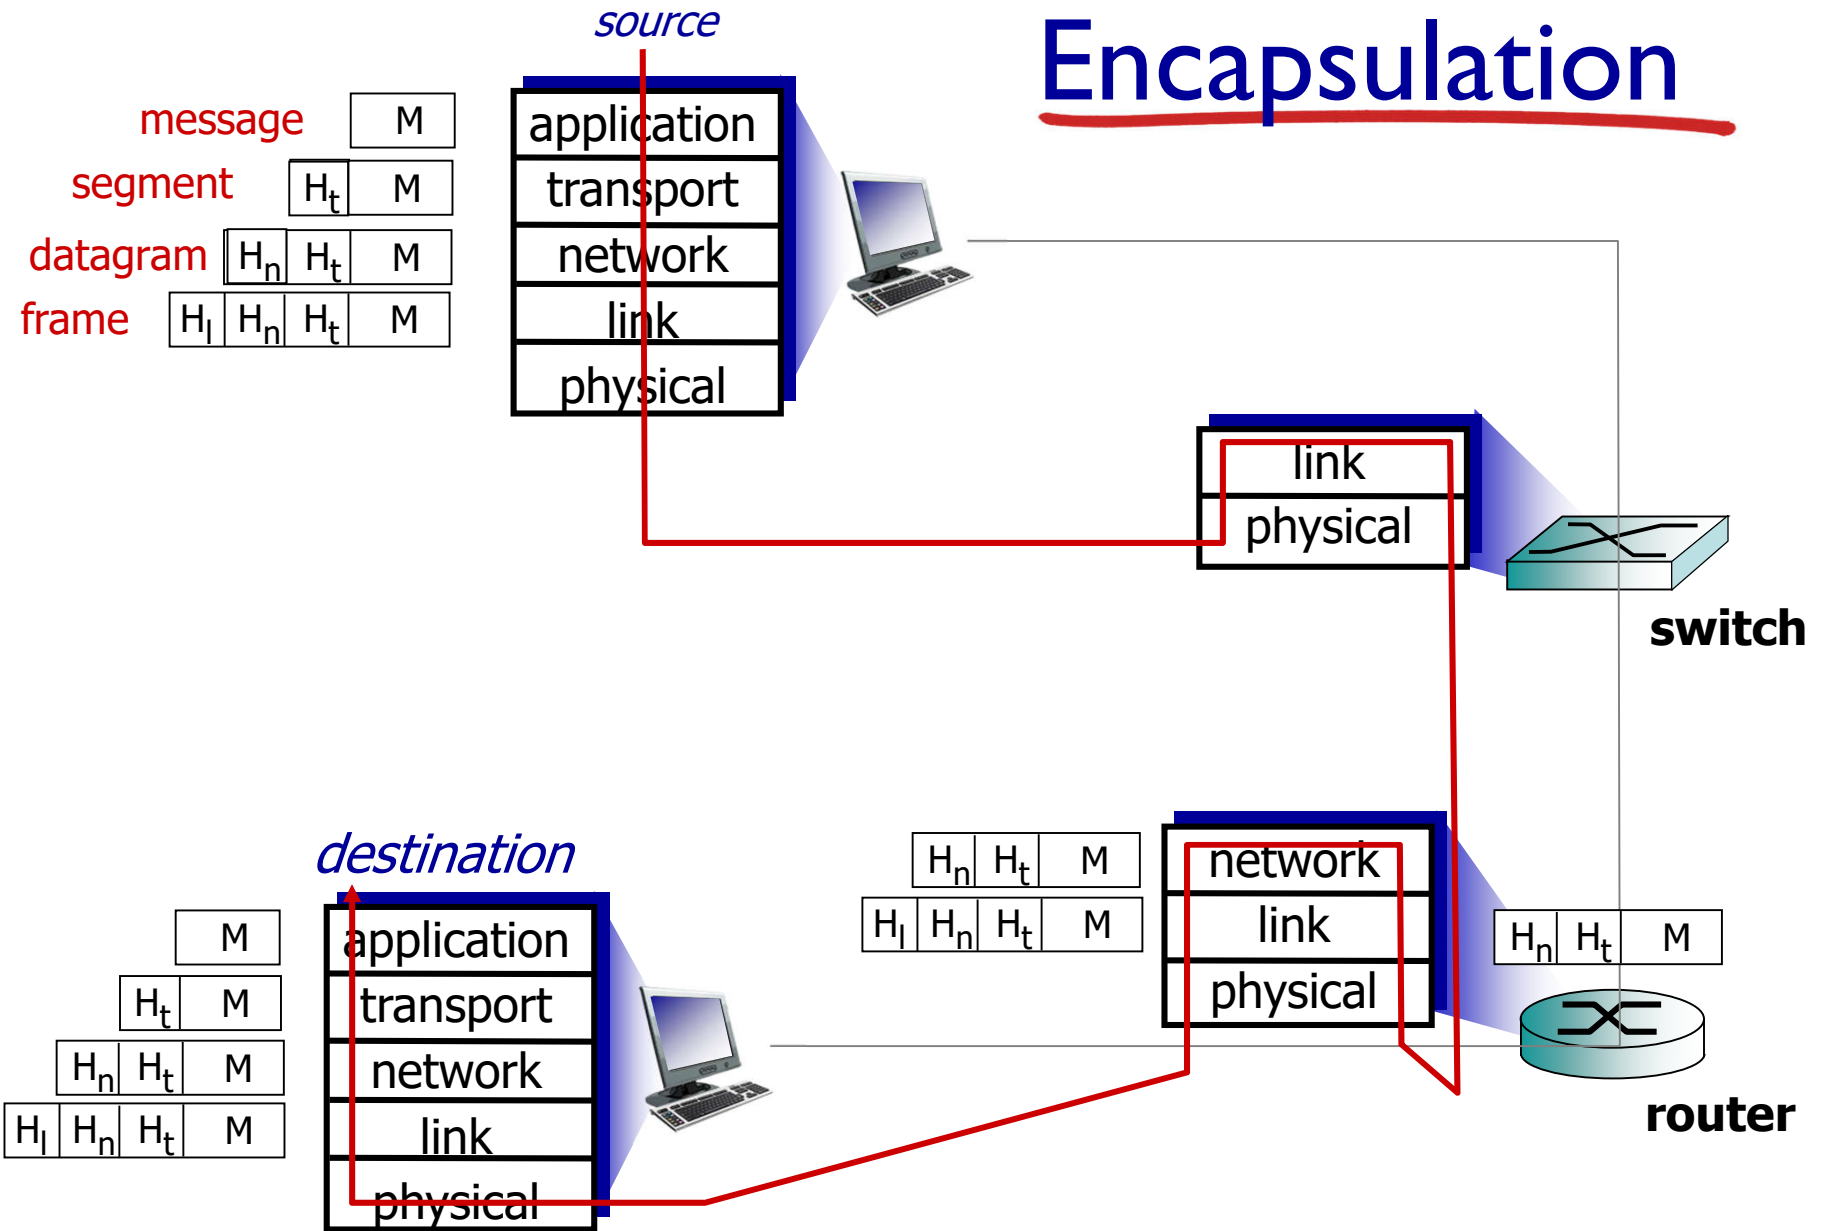 source
Encapsulation
message M application
segment Ht M transport
datagram Hn Ht M network
frame Hl Hn Ht M link
physical
link
physical
switch
destination
Hn Ht M network
Hl Hn Ht M link
Hn Ht M
physical
router
M application
Ht M transport
Hn Ht M network
Hl Hn Ht M link
physical